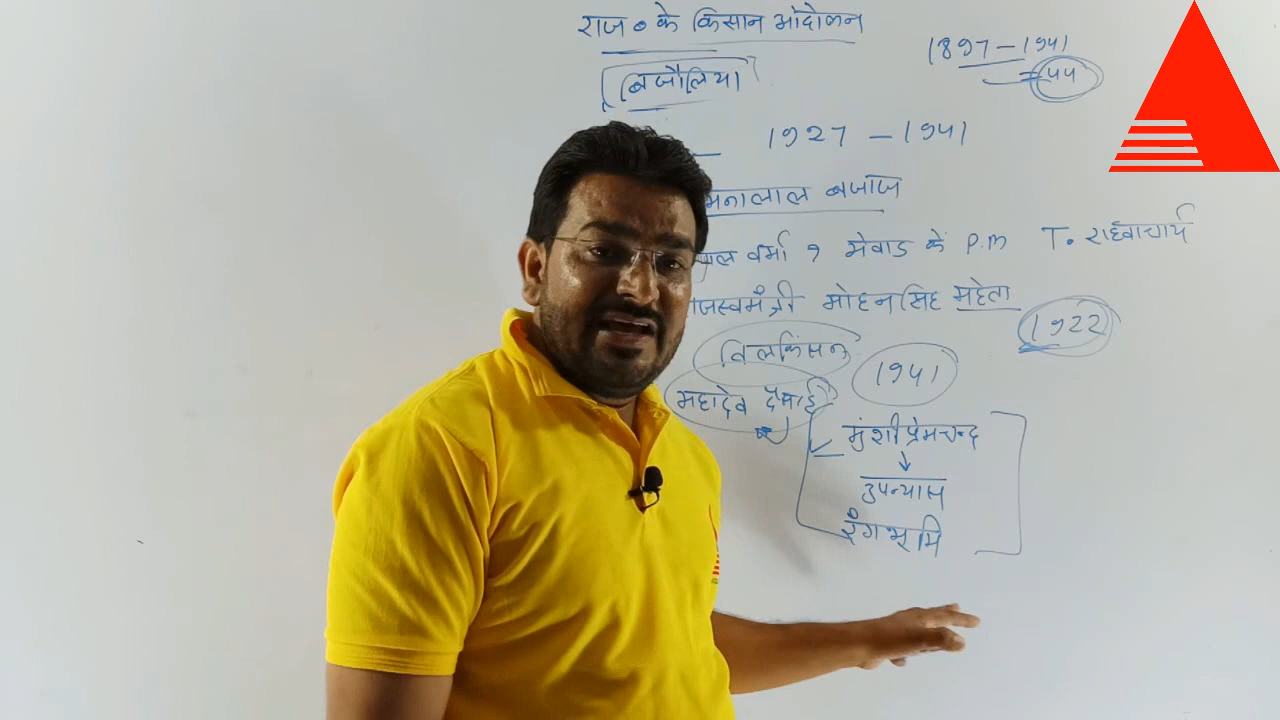 राज० के किसान आंदोलन
1897 - 1941
= 44
बिजौलिया
1927 - 1941
मनालाल बजाज
वर्मा ? मेवाड के P.M T. राघवाचार्य
ाजस्वमंत्री मोहनसिंह महेता
1922
विलकिंसन
1941
महादेव देसाई
मुंशी प्रेमचन्द
↓
उपन्यास
रंगभूमि